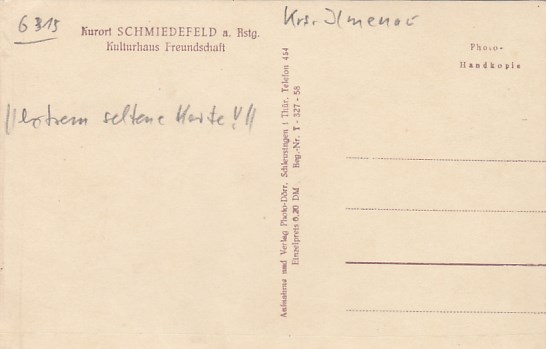 6315
Kurort SCHMIEDEFELD a. Rstg.
Kulturhaus Freundschaft
Krs. Ilmenau
Photo-
Handkopie
!! extrem seltene Karte !!
Aufnahme und Verlag Photo-Dörr, Schleusingen i Thür. Telefon 454
Einzelpreis 0,20 DM Reg.-Nr. T - 327 - 58